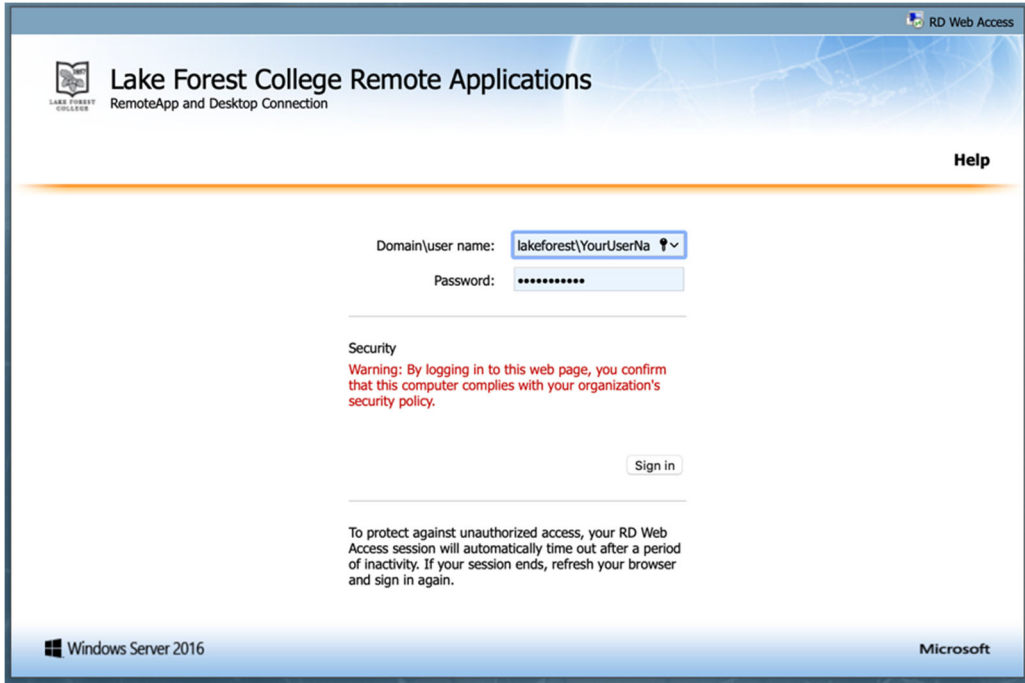 RD Web Access
LAKE FOREST
COLLEGE
Lake Forest College Remote Applications
RemoteApp and Desktop Connection
Help
Domain\user name: lakeforest\YourUserNa
Password: •••••••••••
Security
Warning: By logging in to this web page, you confirm
that this computer complies with your organization's
security policy.
Sign in
To protect against unauthorized access, your RD Web
Access session will automatically time out after a period
of inactivity. If your session ends, refresh your browser
and sign in again.
Windows Server 2016
Microsoft